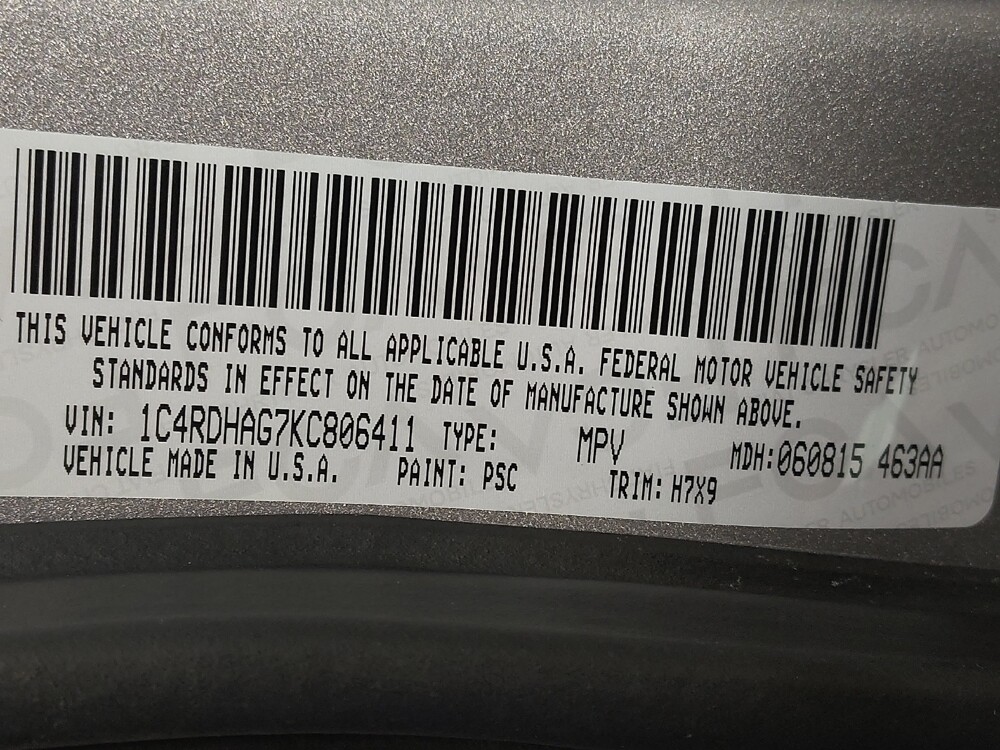 THIS VEHICLE CONFORMS TO ALL APPLICABLE U.S.A. FEDERAL MOTOR VEHICLE SAFETY
STANDARDS IN EFFECT ON THE DATE OF MANUFACTURE SHOWN ABOVE.
VIN: 1C4RDHAG7KC806411 TYPE: MPV MDH:060815 463AA
VEHICLE MADE IN U.S.A. PAINT: PSC TRIM: H7X9